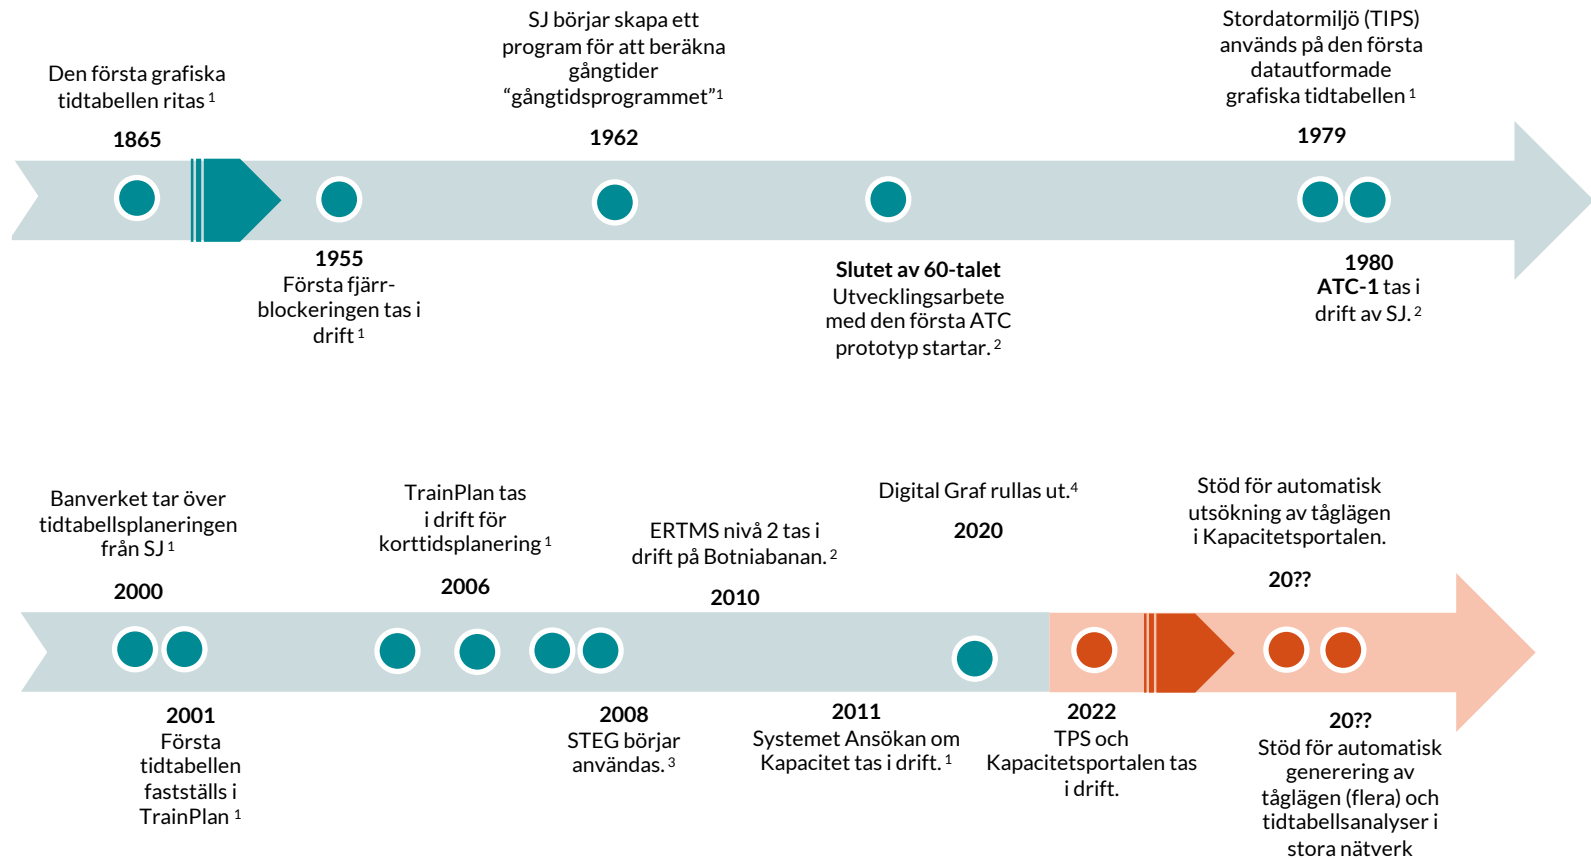 Den första grafiska
tidtabellen ritas 1
1865
SJ börjar skapa ett
program för att beräkna
gångtider
“gångtidsprogrammet”1
1962
Stordatormiljö (TIPS)
används på den första
datautformade
grafiska tidtabellen 1
1979
1955
Första fjärr-
blockeringen tas i
drift 1
Slutet av 60-talet
Utvecklingsarbete
med den första ATC
prototyp startar. 2
1980
ATC-1 tas i
drift av SJ. 2
Banverket tar över
tidtabellsplaneringen
från SJ 1
2000
TrainPlan tas
i drift för
korttidsplanering 1
2006
ERTMS nivå 2 tas i
drift på Botniabanan. 2
2010
Digital Graf rullas ut.4
2020
Stöd för automatisk
utsökning av tåglägen
i Kapacitetsportalen.
20??
2001
Första
tidtabellen
fastställs i
TrainPlan 1
2008
STEG börjar
användas. 3
2011
Systemet Ansökan om
Kapacitet tas i drift. 1
2022
TPS och
Kapacitetsportalen tas
i drift.
20??
Stöd för automatisk
generering av
tåglägen (flera) och
tidtabellsanalyser i
stora nätverk